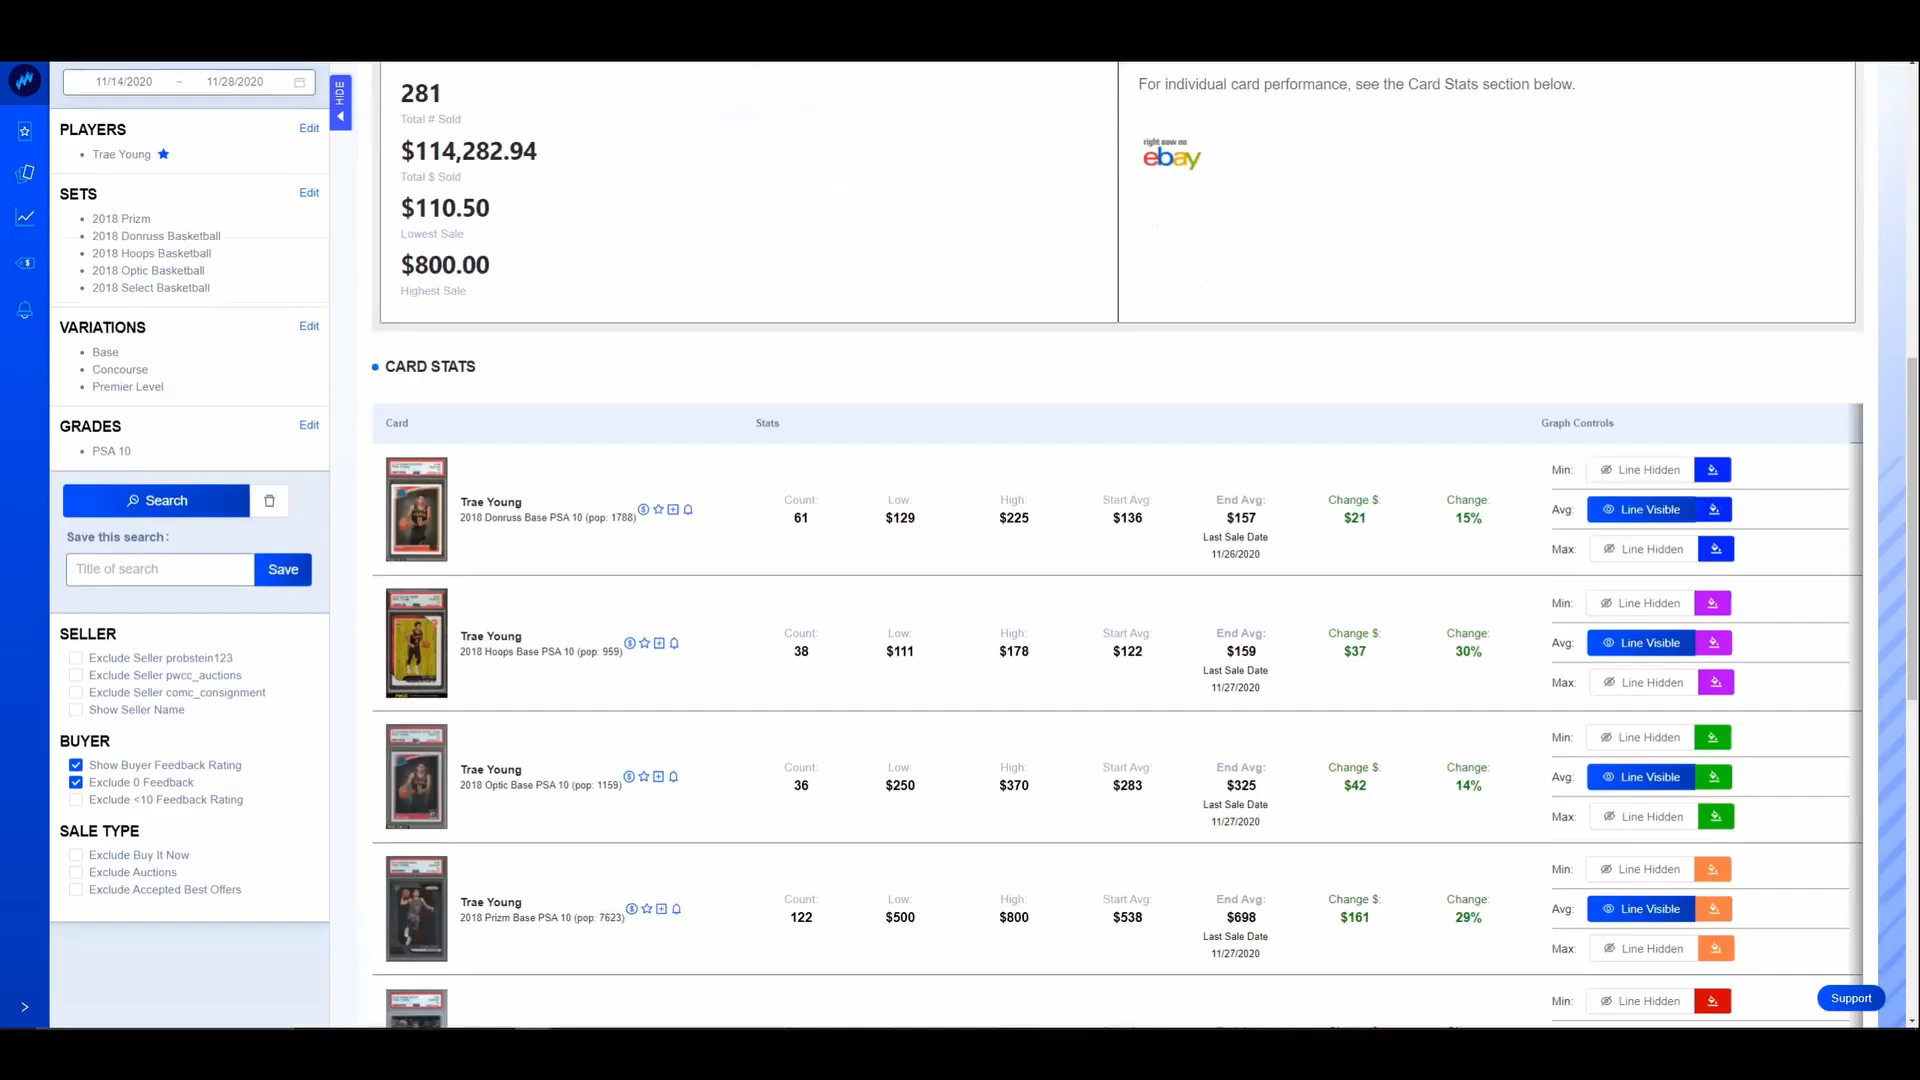 11/14/2020 ~ 11/28/2020
HIDE
PLAYERS Edit
Trae Young
SETS Edit
2018 Prizm
2018 Donruss Basketball
2018 Hoops Basketball
2018 Optic Basketball
2018 Select Basketball
VARIATIONS Edit
Base
Concourse
Premier Level
GRADES Edit
PSA 10
Search
Save this search:
Title of search Save
SELLER
Exclude Seller probstein123
Exclude Seller pwcc_auctions
Exclude Seller comc_consignment
Show Seller Name
BUYER
Show Buyer Feedback Rating
Exclude 0 Feedback
Exclude <10 Feedback Rating
SALE TYPE
Exclude Buy It Now
Exclude Auctions
Exclude Accepted Best Offers
281
Total # Sold
$114,282.94
Total $ Sold
$110.50
Lowest Sale
$800.00
Highest Sale
For individual card performance, see the Card Stats section below.
right now on
ebay
CARD STATS
Card Stats Graph Controls
Trae Young
2018 Donruss Base PSA 10 (pop: 1788)
Count: Low: High: Start Avg: End Avg: Change $: Change:
61 $129 $225 $136 $157 $21 15%
Last Sale Date
11/26/2020
Min: Line Hidden
Avg: Line Visible
Max: Line Hidden
Trae Young
2018 Hoops Base PSA 10 (pop: 959)
Count: Low: High: Start Avg: End Avg: Change $: Change:
38 $111 $178 $122 $159 $37 30%
Last Sale Date
11/27/2020
Min: Line Hidden
Avg: Line Visible
Max: Line Hidden
Trae Young
2018 Optic Base PSA 10 (pop: 1159)
Count: Low: High: Start Avg: End Avg: Change $: Change:
36 $250 $370 $283 $325 $42 14%
Last Sale Date
11/27/2020
Min: Line Hidden
Avg: Line Visible
Max: Line Hidden
Trae Young
2018 Prizm Base PSA 10 (pop: 7623)
Count: Low: High: Start Avg: End Avg: Change $: Change:
122 $500 $800 $538 $698 $161 29%
Last Sale Date
11/27/2020
Min: Line Hidden
Avg: Line Visible
Max: Line Hidden
Min: Line Hidden
Support